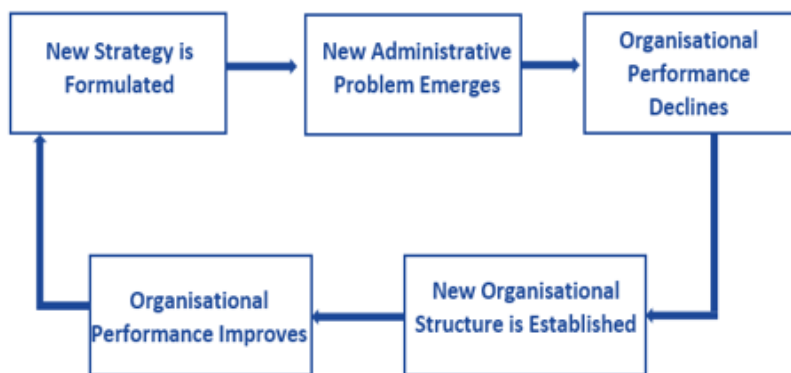 New Strategy is
Formulated
New Administrative
Problem Emerges
Organisational
Performance
Declines
New Organisational
Structure is Established
Organisational
Performance Improves